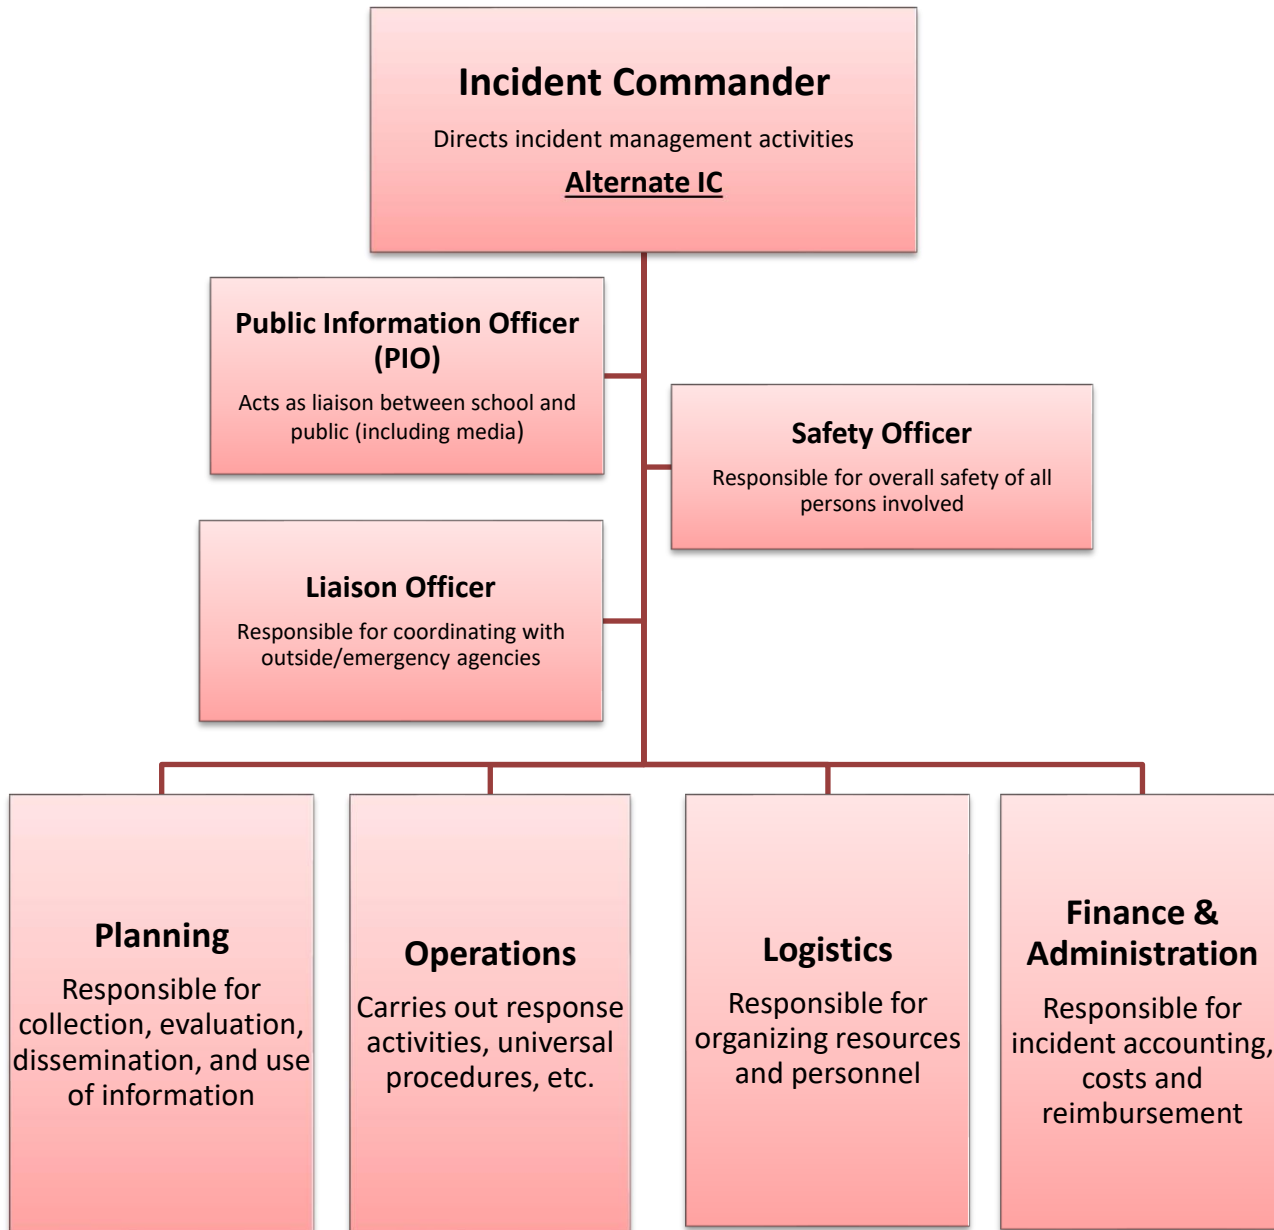 Incident Commander
Directs incident management activities
Alternate IC
Public Information Officer
(PIO)
Acts as liaison between school and
public (including media)
Safety Officer
Responsible for overall safety of all
persons involved
Liaison Officer
Responsible for coordinating with
outside/emergency agencies
Planning
Responsible for
collection, evaluation,
dissemination, and use
of information
Operations
Carries out response
activities, universal
procedures, etc.
Logistics
Responsible for
organizing resources
and personnel
Finance &
Administration
Responsible for
incident accounting,
costs and
reimbursement